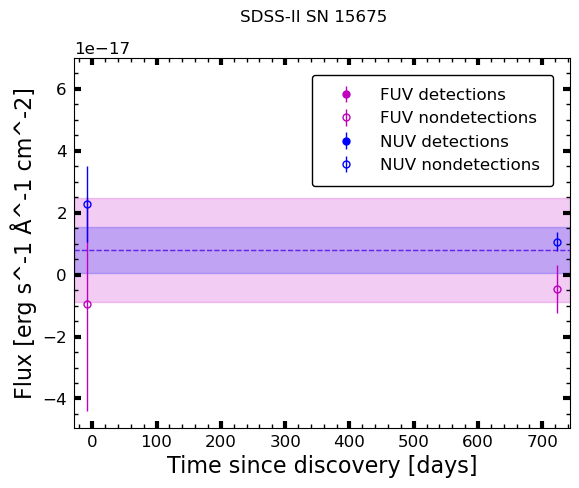 SDSS-II SN 15675
1e−17
FUV detections
FUV nondetections
NUV detections
NUV nondetections
6
4
2
0
−2
−4
Flux [erg s^-1 Å^-1 cm^-2]
0 100 200 300 400 500 600 700
Time since discovery [days]